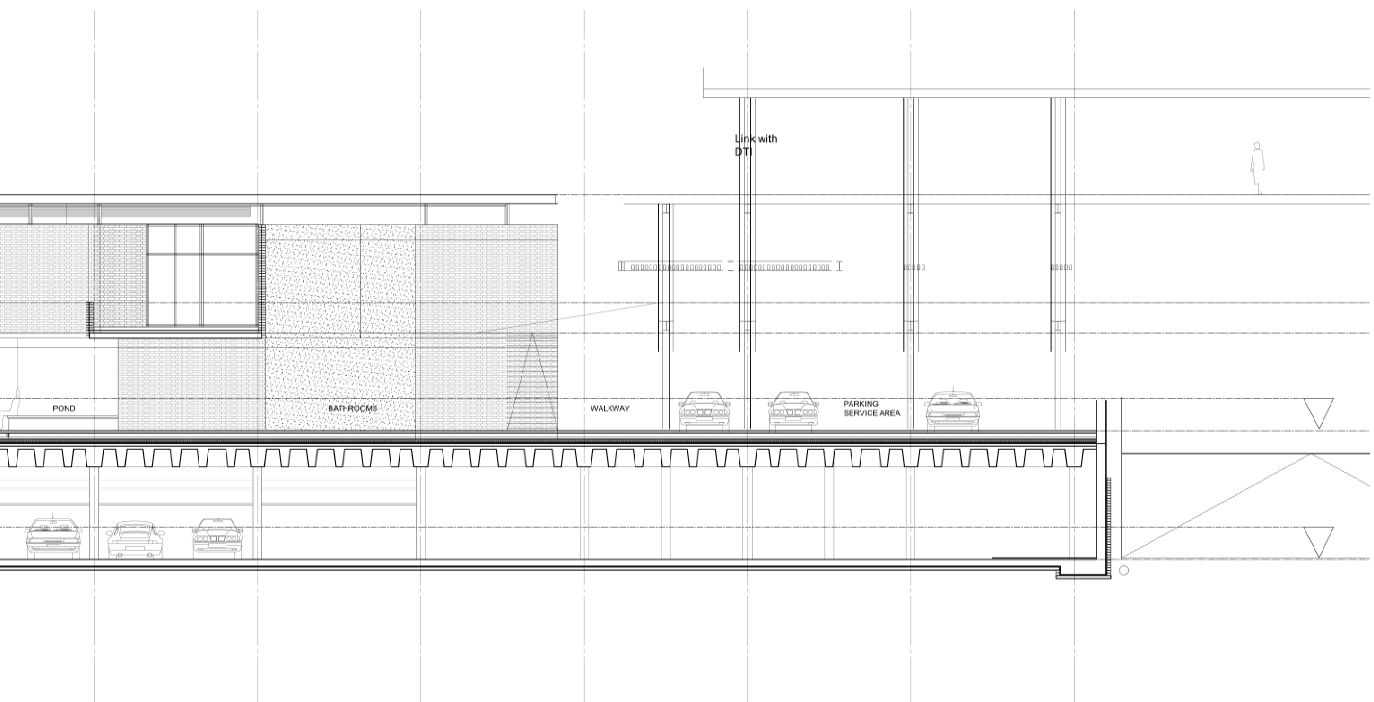 Link with
DTI
POND
BATHROOMS
WALKWAY
PARKING
SERVICE AREA